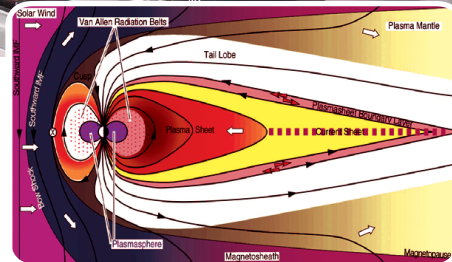 Solar Wind
Van Allen Radiation Belts
Plasma Mantle
Southward IMF
Southward IMF
Cusp
Tail Lobe
Plasmasheet Boundary Layer
Plasma Sheet
Current Sheet
Bow Shock
Plasmasphere
Magnetosheath
Magnetopause